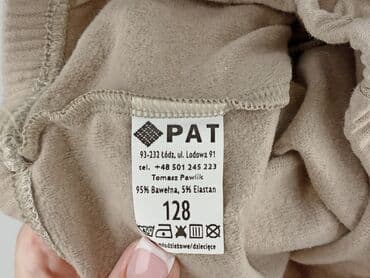 PAT
93-232 Łódź, ul. Lodowa 91
tel. +48 501 245 223
Tomasz Pawlik
95% Bawełna, 5% Elastan
128